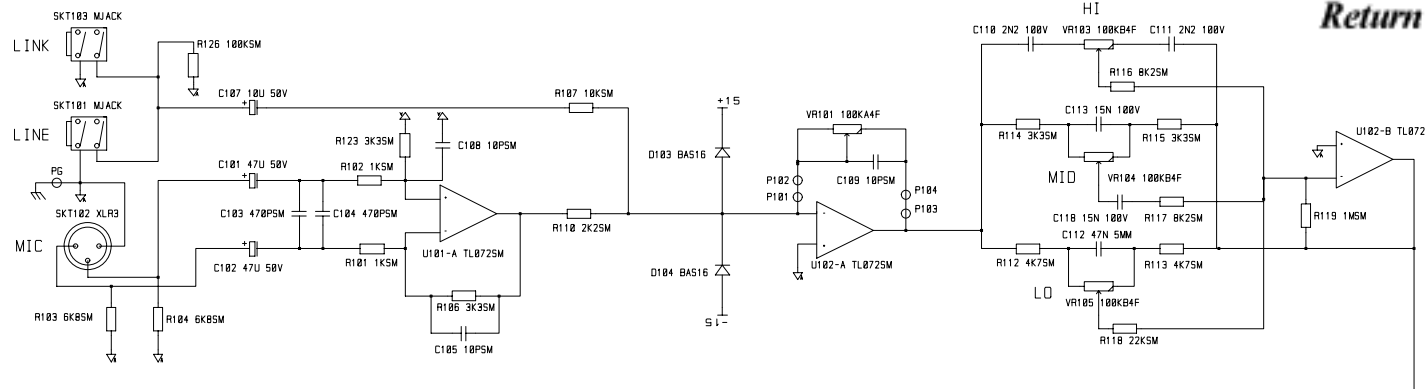 HI
Return
SKT103 MJACK
LINK
R126 100KSM
C110 2N2 100V
VR103 100KB4F
C111 2N2 100V
R116 8K2SM
C107 10U 50V
R107 10KSM
+15
SKT101 MJACK
LINE
VR101 100KA4F
C113 15N 100V
R123 3K3SM
C108 10PSM
R114 3K3SM
R115 3K3SM
U102-B TL072
D103 BAS16
C109 10PSM
C101 47U 50V
R102 1KSM
PG
P102
P101
P104
P103
MID
VR104 100KB4F
SKT102 XLR3
C103 470PSM
C104 470PSM
C118 15N 100V
R117 8K2SM
R119 1MSM
MIC
R110 2K2SM
C112 47N 5MM
C102 47U 50V
R101 1KSM
U101-A TL072SM
U102-A TL072SM
R112 4K7SM
R113 4K7SM
D104 BAS16
LO
VR105 100KB4F
R106 3K3SM
R103 6K8SM
R104 6K8SM
-15
C105 10PSM
R118 22KSM